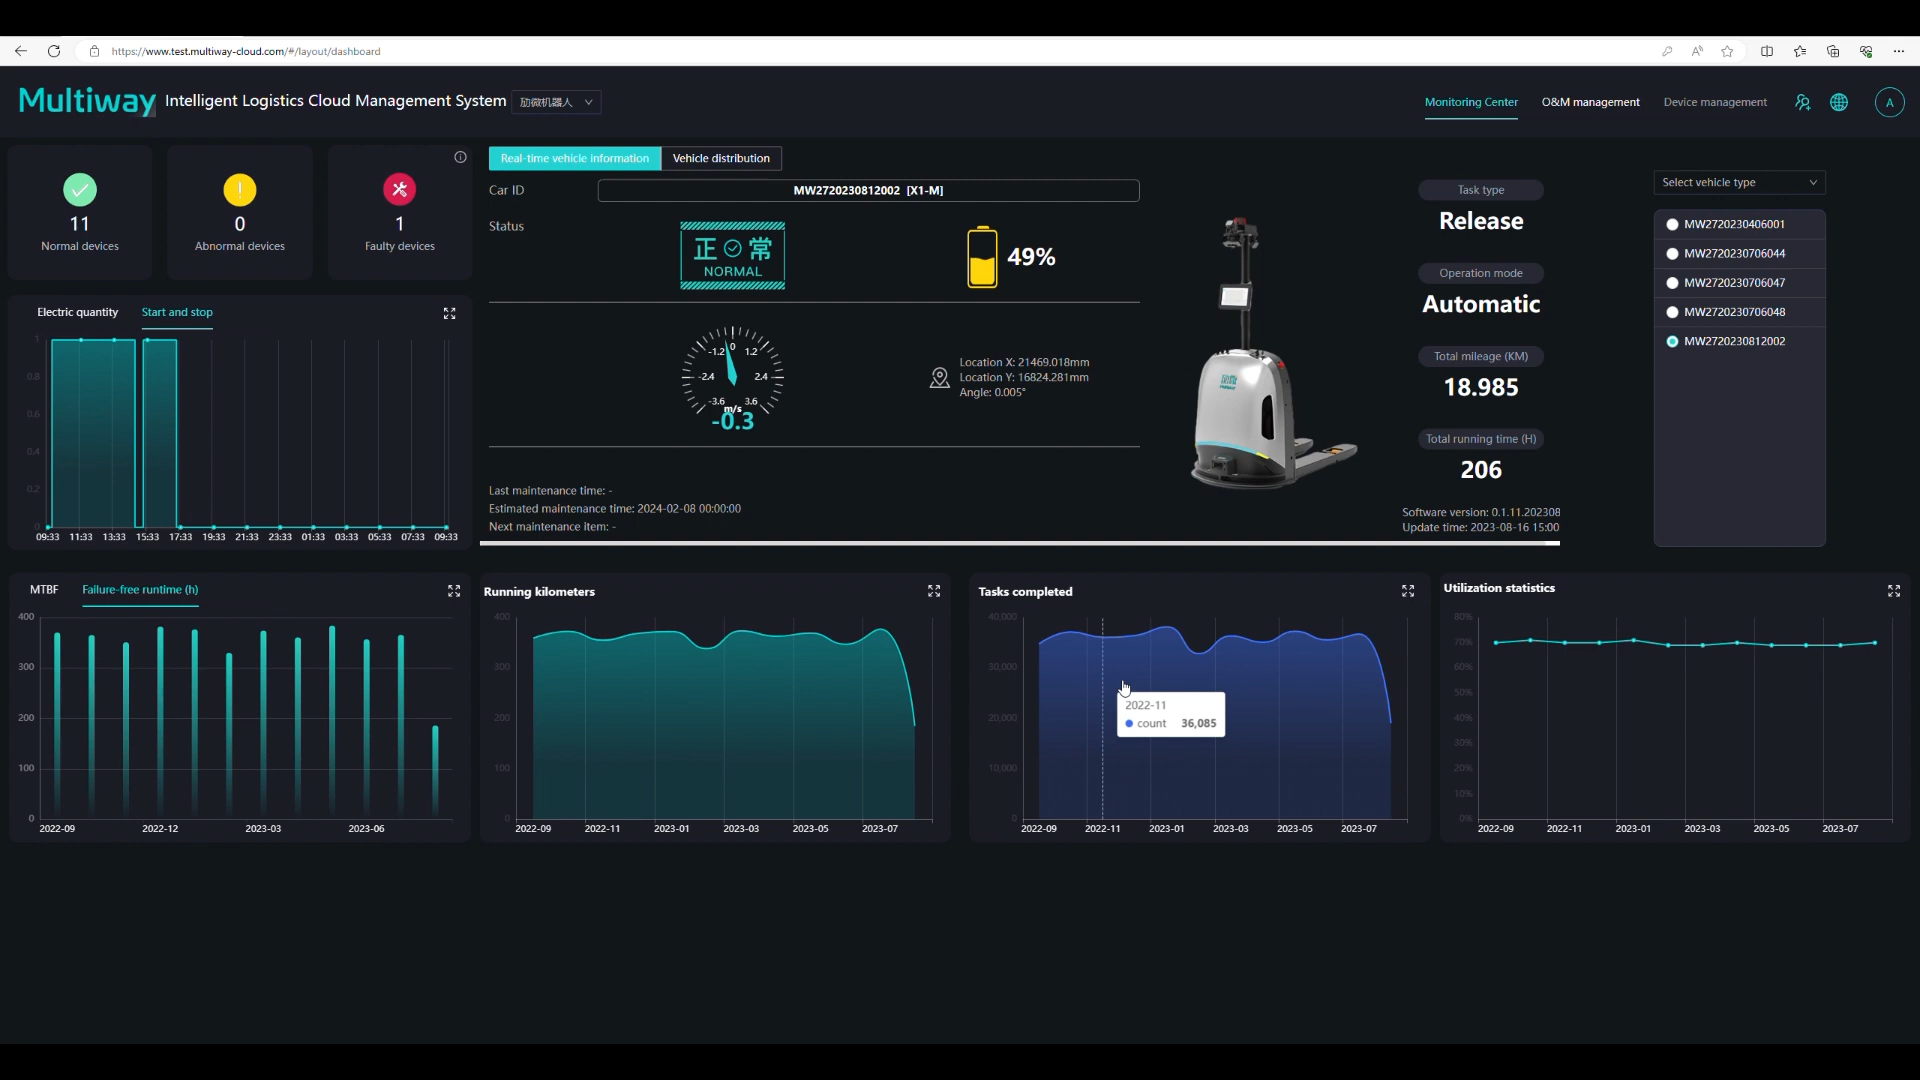 https://www.test.multiway-cloud.com/#/layout/dashboard
Multiway Intelligent Logistics Cloud Management System 劢微机器人
Monitoring Center O&M management Device management A
11
Normal devices
0
Abnormal devices
1
Faulty devices
Electric quantity Start and stop
1
0.8
0.6
0.4
0.2
0
09:33 11:33 13:33 15:33 17:33 19:33 21:33 23:33 01:33 03:33 05:33 07:33 09:33
Real-time vehicle information Vehicle distribution
Car ID MW2720230812002 [X1-M]
Status
正常
NORMAL
49%
-3.6 -2.4 -1.2 0 1.2 2.4 3.6
m/s
-0.3
Location X: 21469.018mm
Location Y: 16824.281mm
Angle: 0.005°
Last maintenance time: -
Estimated maintenance time: 2024-02-08 00:00:00
Next maintenance item: -
Task type
Release
Operation mode
Automatic
Total mileage (KM)
18.985
Total running time (H)
206
Software version: 0.1.11.202308
Update time: 2023-08-16 15:00
Select vehicle type
MW2720230406001
MW2720230706044
MW2720230706047
MW2720230706048
MW2720230812002
MTBF Failure-free runtime (h)
400
300
200
100
0
2022-09 2022-12 2023-03 2023-06
Running kilometers
400
300
200
100
0
2022-09 2022-11 2023-01 2023-03 2023-05 2023-07
Tasks completed
40,000
30,000
20,000
10,000
0
2022-11
count 36,085
2022-09 2022-11 2023-01 2023-03 2023-05 2023-07
Utilization statistics
80%
70%
60%
50%
40%
30%
20%
10%
0%
2022-09 2022-11 2023-01 2023-03 2023-05 2023-07